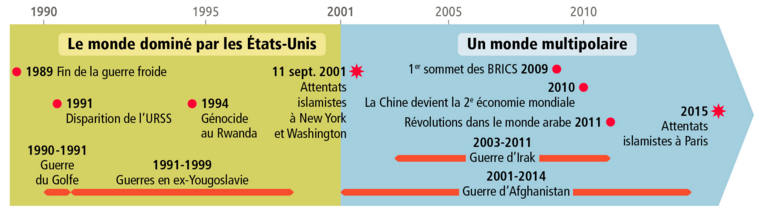 1990
1995
2001
2005
2010
Le monde dominé par les États-Unis
Un monde multipolaire
1989 Fin de la guerre froide
1991
Disparition de l'URSS
1994
Génocide
au Rwanda
11 sept. 2001
Attentats
islamistes
à New York
et Washington
1990-1991
Guerre
du Golfe
1991-1999
Guerres en ex-Yougoslavie
1er sommet des BRICS 2009
2010
La Chine devient la 2e économie mondiale
Révolutions dans le monde arabe 2011
2015
Attentats
islamistes à Paris
2003-2011
Guerre d'Irak
2001-2014
Guerre d'Afghanistan